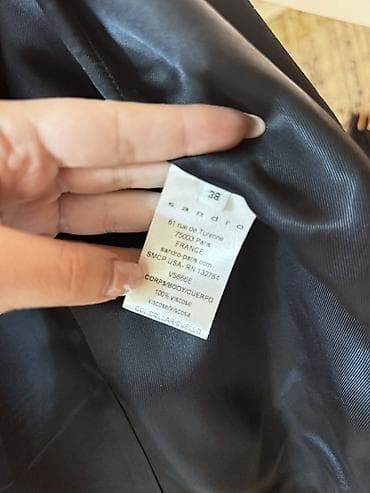 38
sandro
61 rue de Turenne
75003 Paris
FRANCE
sandro-paris.com
SMCP USA- RN 132784
V5666E
CORPS/BODY/CUERPO
100% viscose
viscose/viscosa
COL/COLLAR/CUELLO